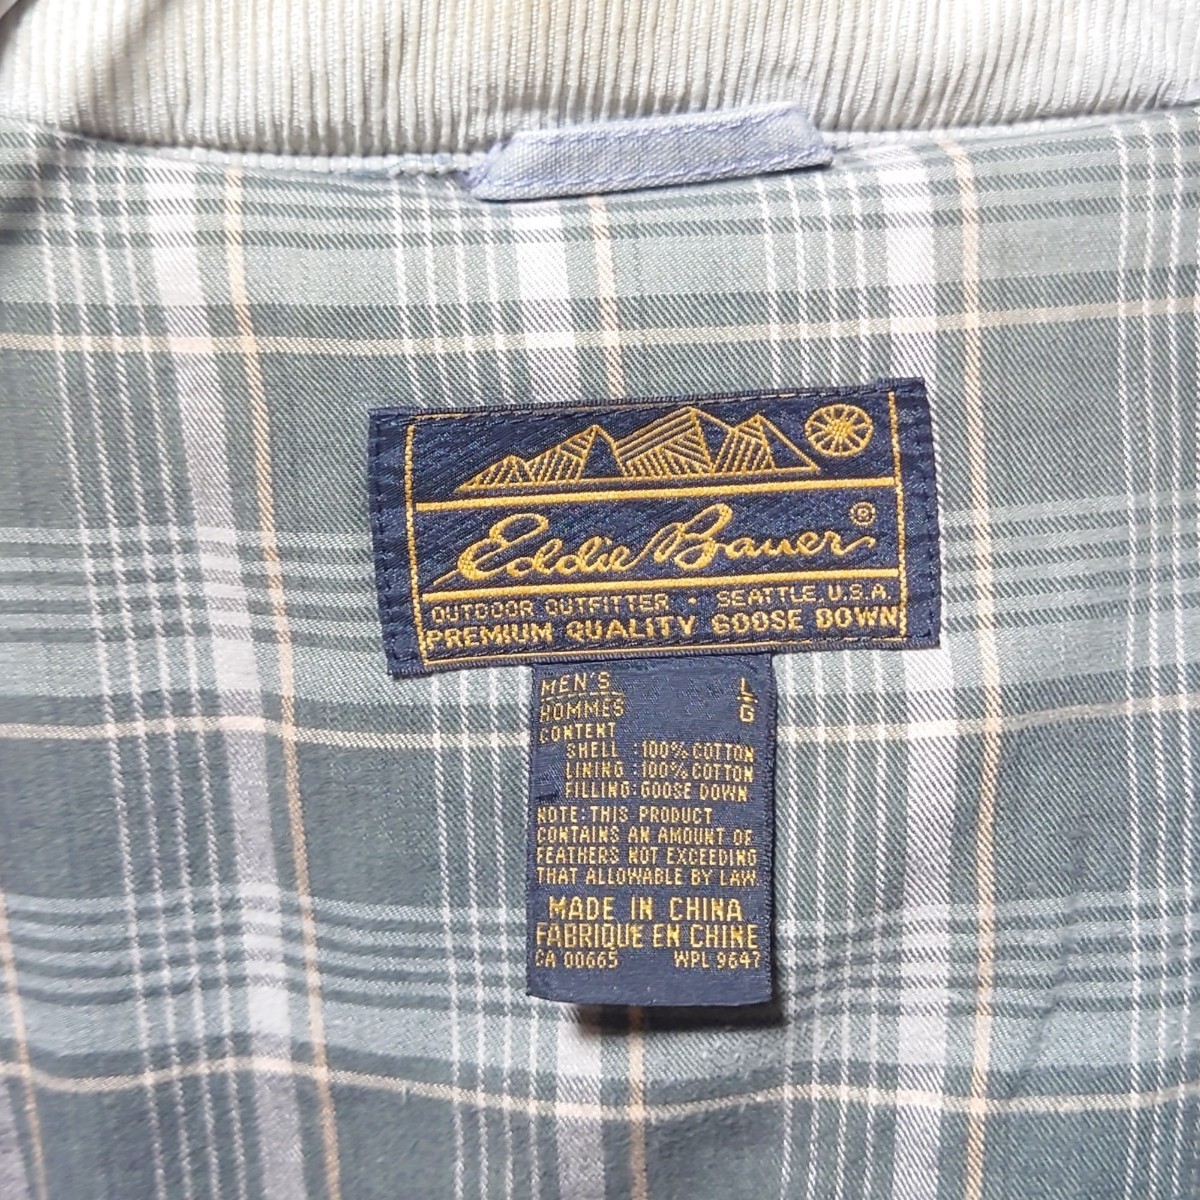 Eddie Bauer®
OUTDOOR OUTFITTER • SEATTLE, U.S.A.
PREMIUM QUALITY GOOSE DOWN
MEN'S L
HOMMES G
CONTENT
SHELL :100% COTTON
LINING :100% COTTON
FILLING:GOOSE DOWN
NOTE:THIS PRODUCT
CONTAINS AN AMOUNT OF
FEATHERS NOT EXCEEDING
THAT ALLOWABLE BY LAW.
MADE IN CHINA
FABRIQUE EN CHINE
CA 00665 WPL 9647